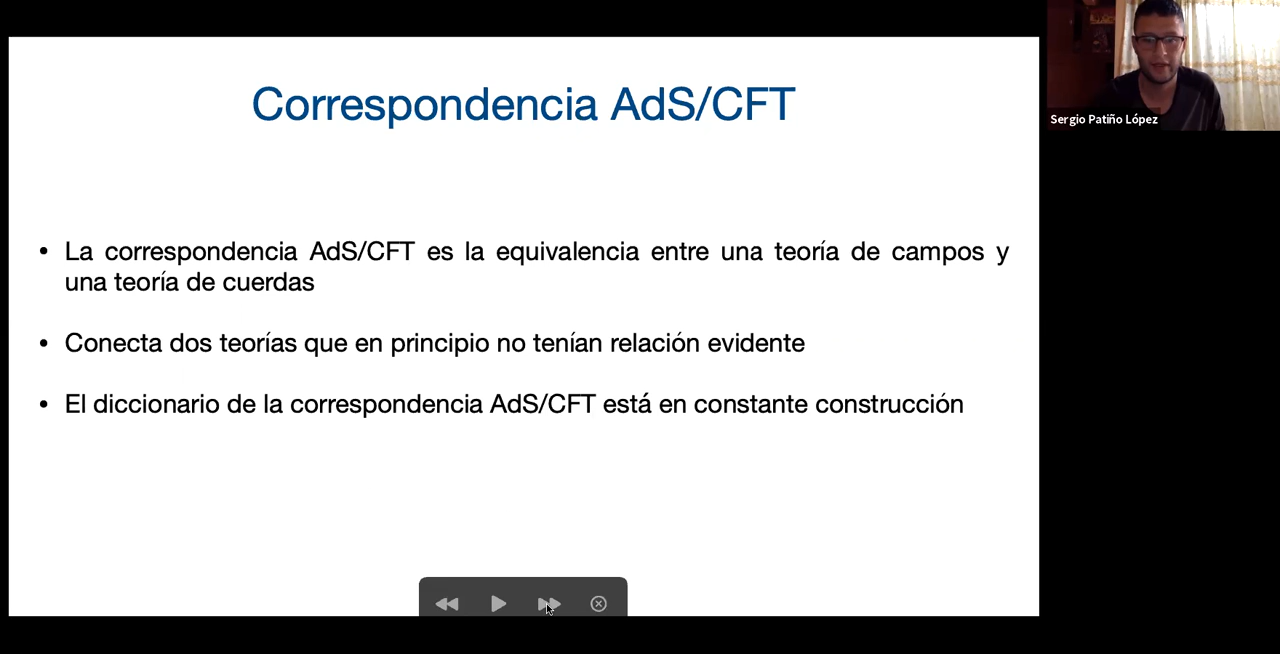 Correspondencia AdS/CFT
Sergio Patiño López
• La correspondencia AdS/CFT es la equivalencia entre una teoría de campos y
una teoría de cuerdas
• Conecta dos teorías que en principio no tenían relación evidente
• El diccionario de la correspondencia AdS/CFT está en constante construcción